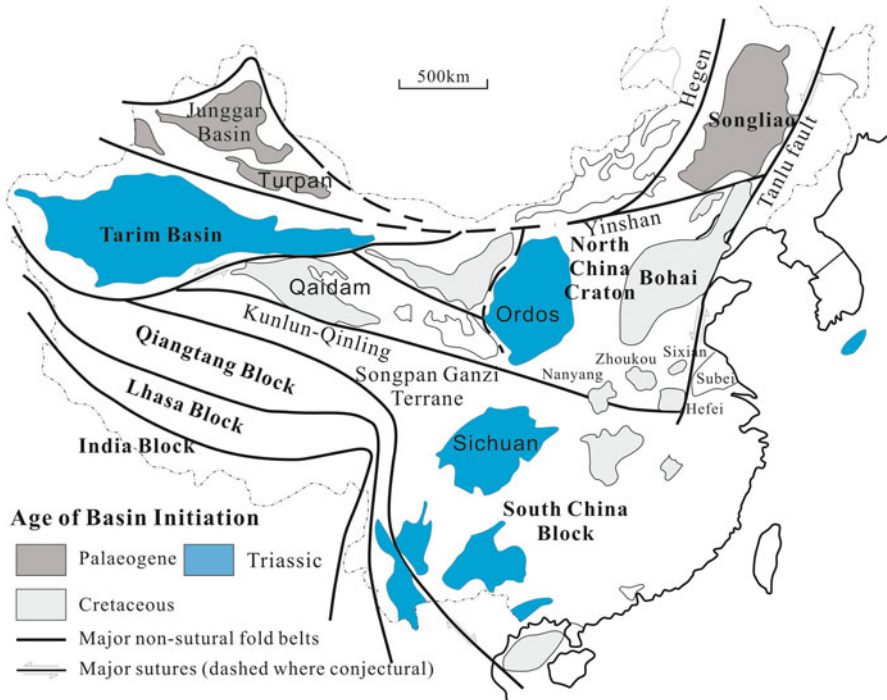 500km
Hegen
Junggar
Basin
Songliao
Turpan
Tanlu fault
Tarim Basin
Yinshan
North
China
Craton
Bohai
Qaidam
Ordos
Kunlun-Qinling
Qiangtang Block
Songpan Ganzi
Terrane
Nanyang
Zhoukou
Sixian
Subei
Hefei
Lhasa Block
India Block
Sichuan
South China
Block
Age of Basin Initiation
Palaeogene
Triassic
Cretaceous
Major non-sutural fold belts
Major sutures (dashed where conjectural)